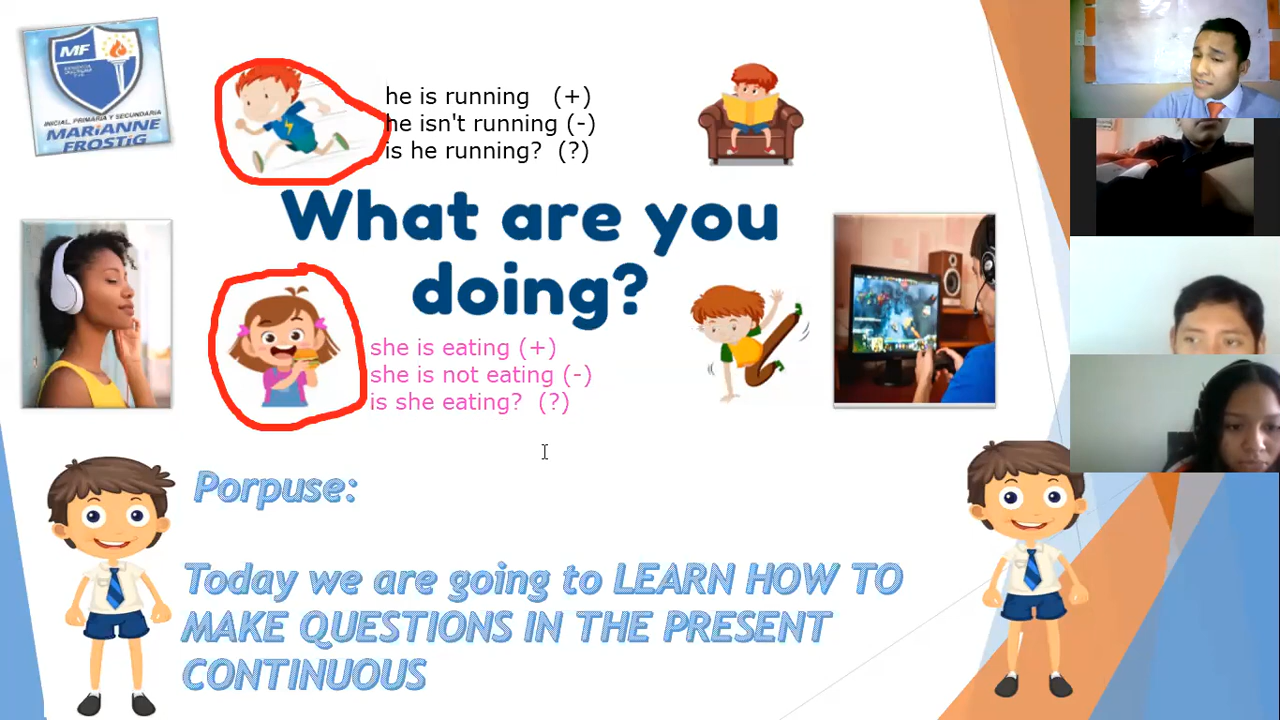 MF
INICIAL, PRIMARIA Y SECUNDARIA
MARiANNE
FROSTiG
he is running (+)
he isn't running (-)
is he running? (?)
What are you
doing?
she is eating (+)
she is not eating (-)
is she eating? (?)
Porpuse:
Today we are going to LEARN HOW TO
MAKE QUESTIONS IN THE PRESENT
CONTINUOUS